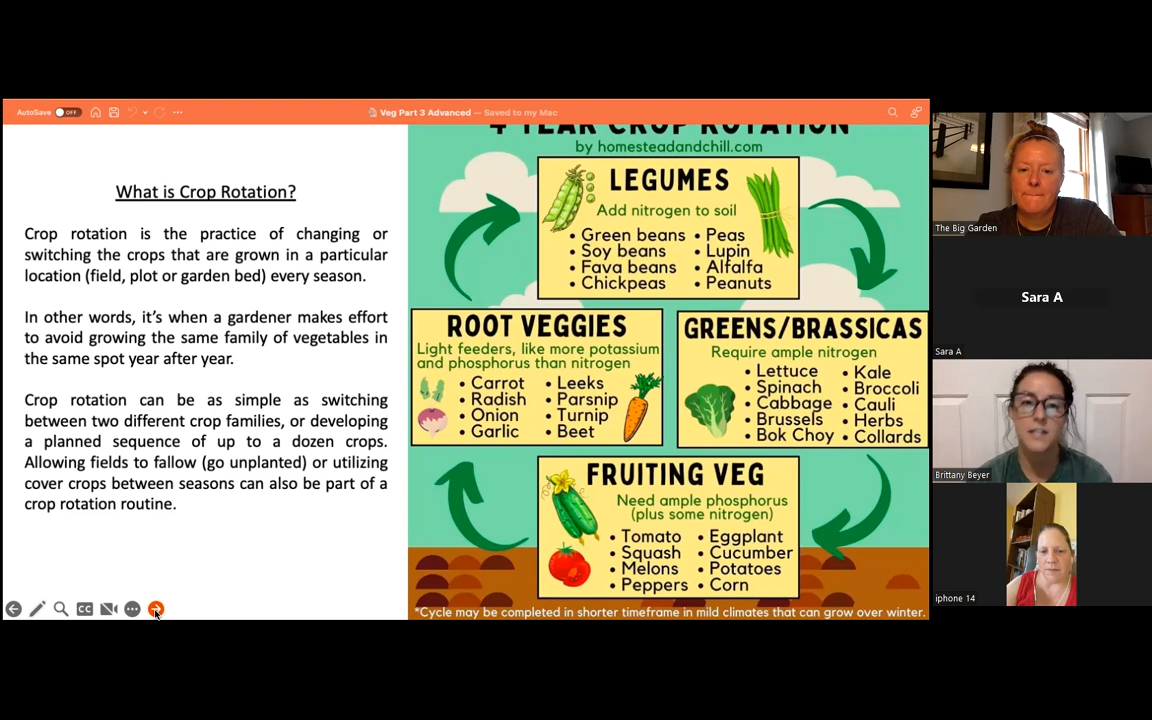 AutoSave OFF
Veg Part 3 Advanced — Saved to my Mac
What is Crop Rotation?
Crop rotation is the practice of changing or
switching the crops that are grown in a particular
location (field, plot or garden bed) every season.
In other words, it's when a gardener makes effort
to avoid growing the same family of vegetables in
the same spot year after year.
Crop rotation can be as simple as switching
between two different crop families, or developing
a planned sequence of up to a dozen crops.
Allowing fields to fallow (go unplanted) or utilizing
cover crops between seasons can also be part of a
crop rotation routine.
CC
4 YEAR CROP ROTATION
by homesteadandchill.com
LEGUMES
Add nitrogen to soil
• Green beans • Peas
• Soy beans • Lupin
• Fava beans • Alfalfa
• Chickpeas • Peanuts
ROOT VEGGIES
Light feeders, like more potassium
and phosphorus than nitrogen
• Carrot • Leeks
• Radish • Parsnip
• Onion • Turnip
• Garlic • Beet
GREENS/BRASSICAS
Require ample nitrogen
• Lettuce • Kale
• Spinach • Broccoli
• Cabbage • Cauli
• Brussels • Herbs
• Bok Choy • Collards
FRUITING VEG
Need ample phosphorus
(plus some nitrogen)
• Tomato • Eggplant
• Squash • Cucumber
• Melons • Potatoes
• Peppers • Corn
*Cycle may be completed in shorter timeframe in mild climates that can grow over winter.
The Big Garden
Sara A
Sara A
Brittany Beyer
iphone 14